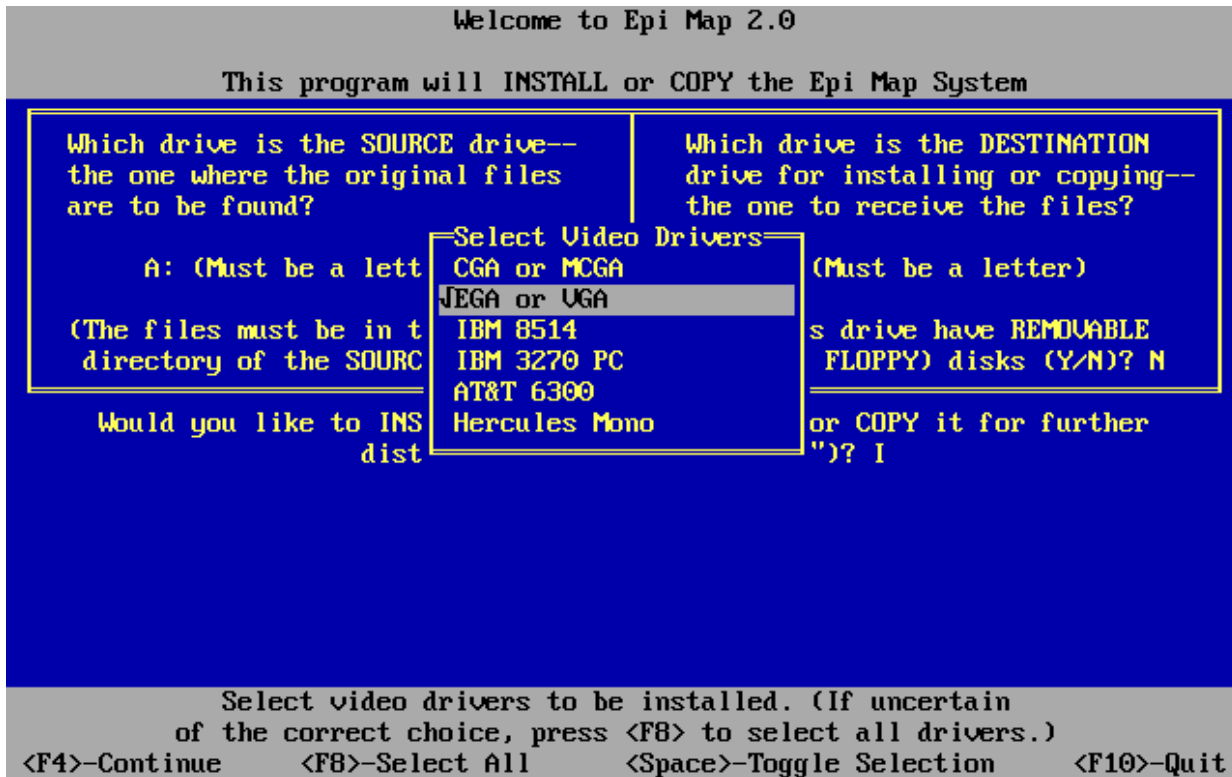 Welcome to Epi Map 2.0
This program will INSTALL or COPY the Epi Map System
Which drive is the SOURCE drive--
the one where the original files
are to be found?
Which drive is the DESTINATION
drive for installing or copying--
the one to receive the files?
A: (Must be a lett
(Must be a letter)
(The files must be in t
directory of the SOURC
s drive have REMOVABLE
FLOPPY) disks (Y/N)? N
Would you like to INS
or COPY it for further
dist
")? I
Select Video Drivers
CGA or MCGA
√EGA or VGA
IBM 8514
IBM 3270 PC
AT&T 6300
Hercules Mono
Select video drivers to be installed. (If uncertain
of the correct choice, press <F8> to select all drivers.)
<F4>-Continue <F8>-Select All <Space>-Toggle Selection <F10>-Quit